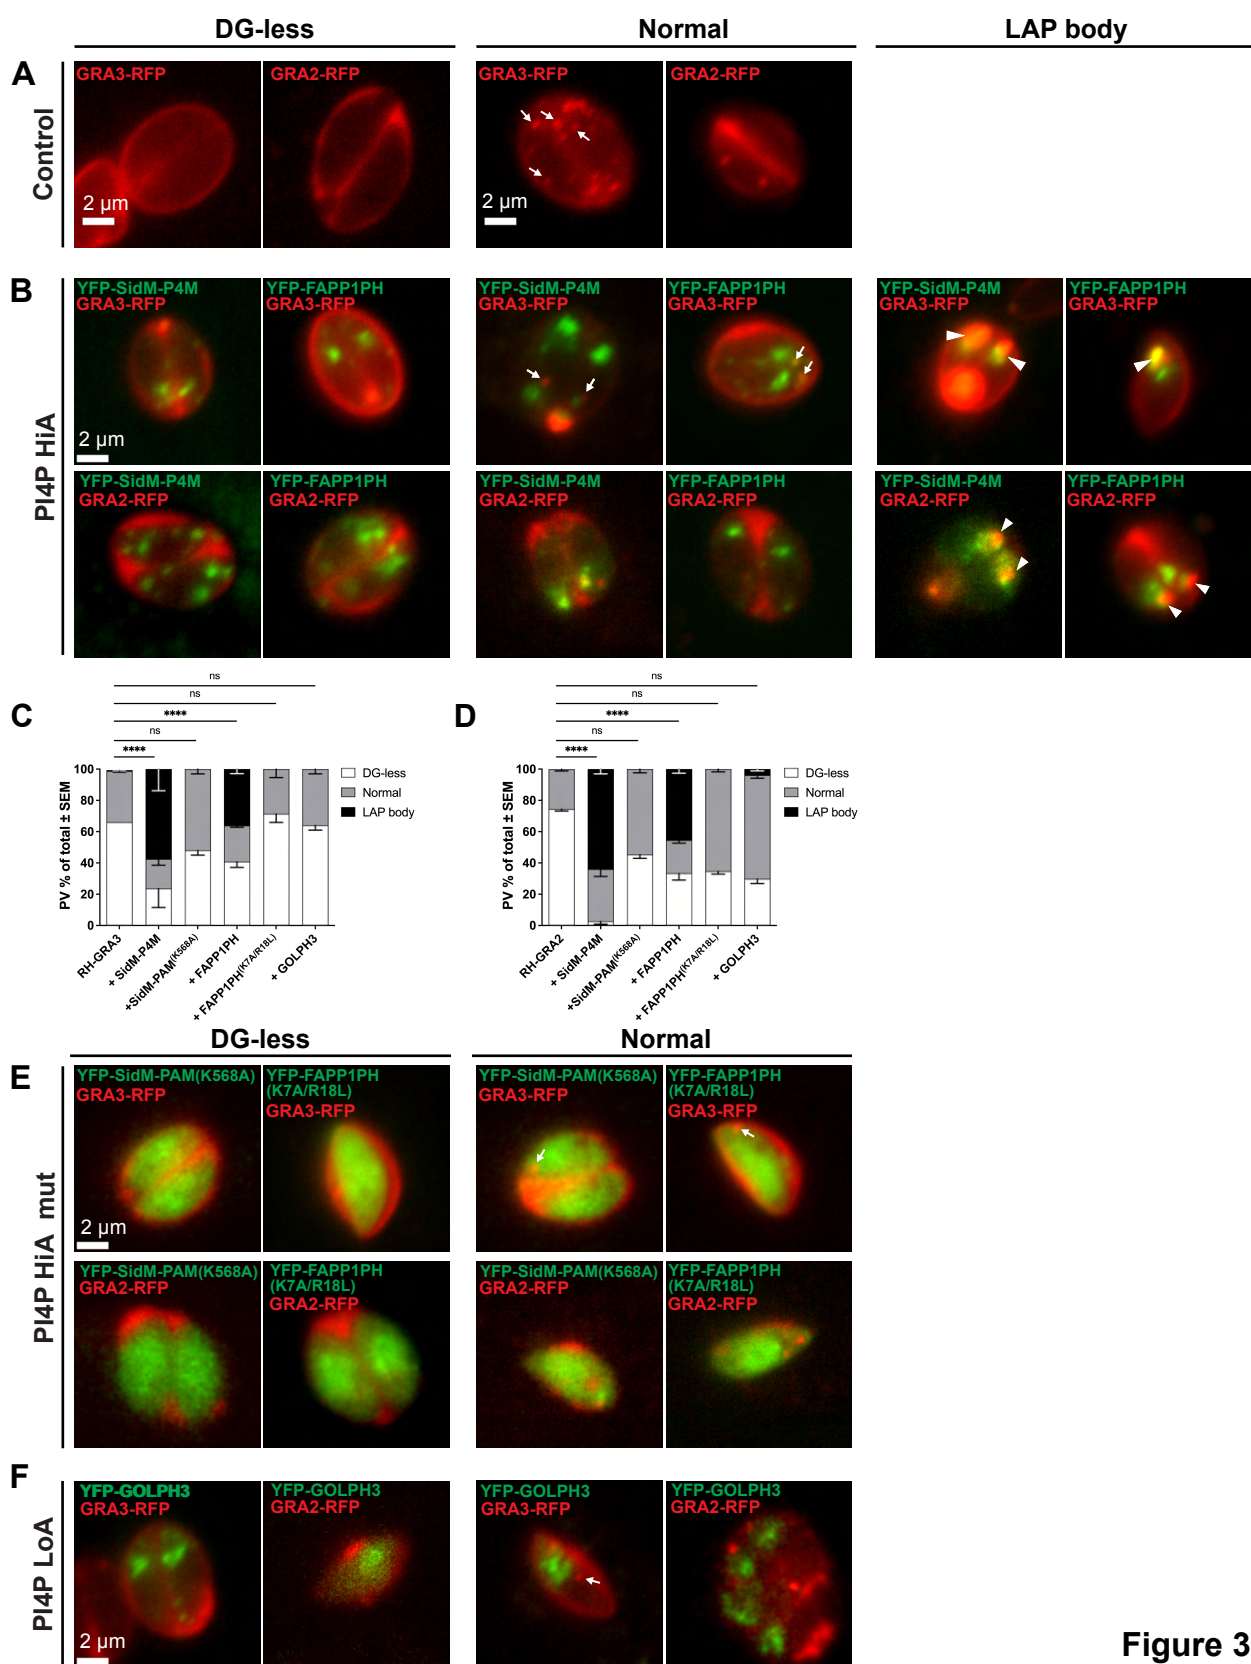 DG-less
Normal
LAP body
A
Control
GRA3-RFP
GRA2-RFP
GRA3-RFP
GRA2-RFP
2 µm
2 µm
B
PI4P HiA
YFP-SidM-P4M
GRA3-RFP
YFP-FAPP1PH
GRA3-RFP
YFP-SidM-P4M
GRA3-RFP
YFP-FAPP1PH
GRA3-RFP
YFP-SidM-P4M
GRA3-RFP
YFP-FAPP1PH
GRA3-RFP
2 µm
YFP-SidM-P4M
GRA2-RFP
YFP-FAPP1PH
GRA2-RFP
YFP-SidM-P4M
GRA2-RFP
YFP-FAPP1PH
GRA2-RFP
YFP-SidM-P4M
GRA2-RFP
YFP-FAPP1PH
GRA2-RFP
C
ns
ns
****
ns
****
PV % of total ± SEM
100
80
60
40
20
0
DG-less
Normal
LAP body
RH-GRA3
+ SidM-P4M
+SidM-PAM(K568A)
+ FAPP1PH
+ FAPP1PH(K7A/R18L)
+ GOLPH3
D
ns
ns
****
ns
****
PV % of total ± SEM
100
80
60
40
20
0
DG-less
Normal
LAP body
RH-GRA2
+ SidM-P4M
+SidM-PAM(K568A)
+ FAPP1PH
+ FAPP1PH(K7A/R18L)
+ GOLPH3
DG-less
Normal
E
PI4P HiA mut
YFP-SidM-PAM(K568A)
GRA3-RFP
YFP-FAPP1PH
(K7A/R18L)
GRA3-RFP
YFP-SidM-PAM(K568A)
GRA3-RFP
YFP-FAPP1PH
(K7A/R18L)
GRA3-RFP
2 µm
YFP-SidM-PAM(K568A)
GRA2-RFP
YFP-FAPP1PH
(K7A/R18L)
GRA2-RFP
YFP-SidM-PAM(K568A)
GRA2-RFP
YFP-FAPP1PH
(K7A/R18L)
GRA2-RFP
F
PI4P LoA
YFP-GOLPH3
GRA3-RFP
YFP-GOLPH3
GRA2-RFP
YFP-GOLPH3
GRA3-RFP
YFP-GOLPH3
GRA2-RFP
2 µm
Figure 3